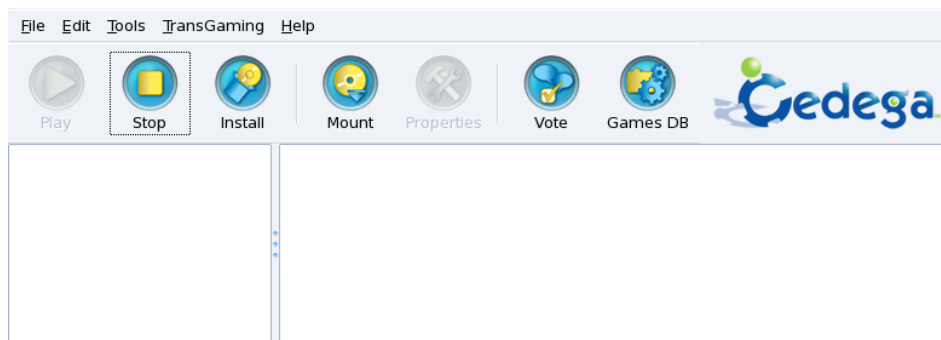 File Edit Tools TransGaming Help
Play Stop Install Mount Properties Vote Games DB
Cedega